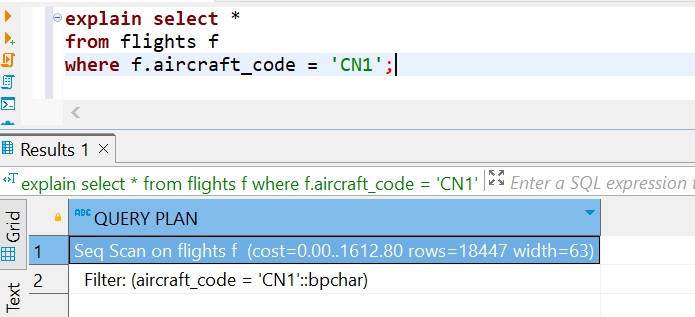 explain select *
from flights f
where f.aircraft_code = 'CN1';
Results 1
explain select * from flights f where f.aircraft_code = 'CN1'
Enter a SQL expression t
Grid
Text
ABC QUERY PLAN
1 Seq Scan on flights f (cost=0.00..1612.80 rows=18447 width=63)
2 Filter: (aircraft_code = 'CN1'::bpchar)